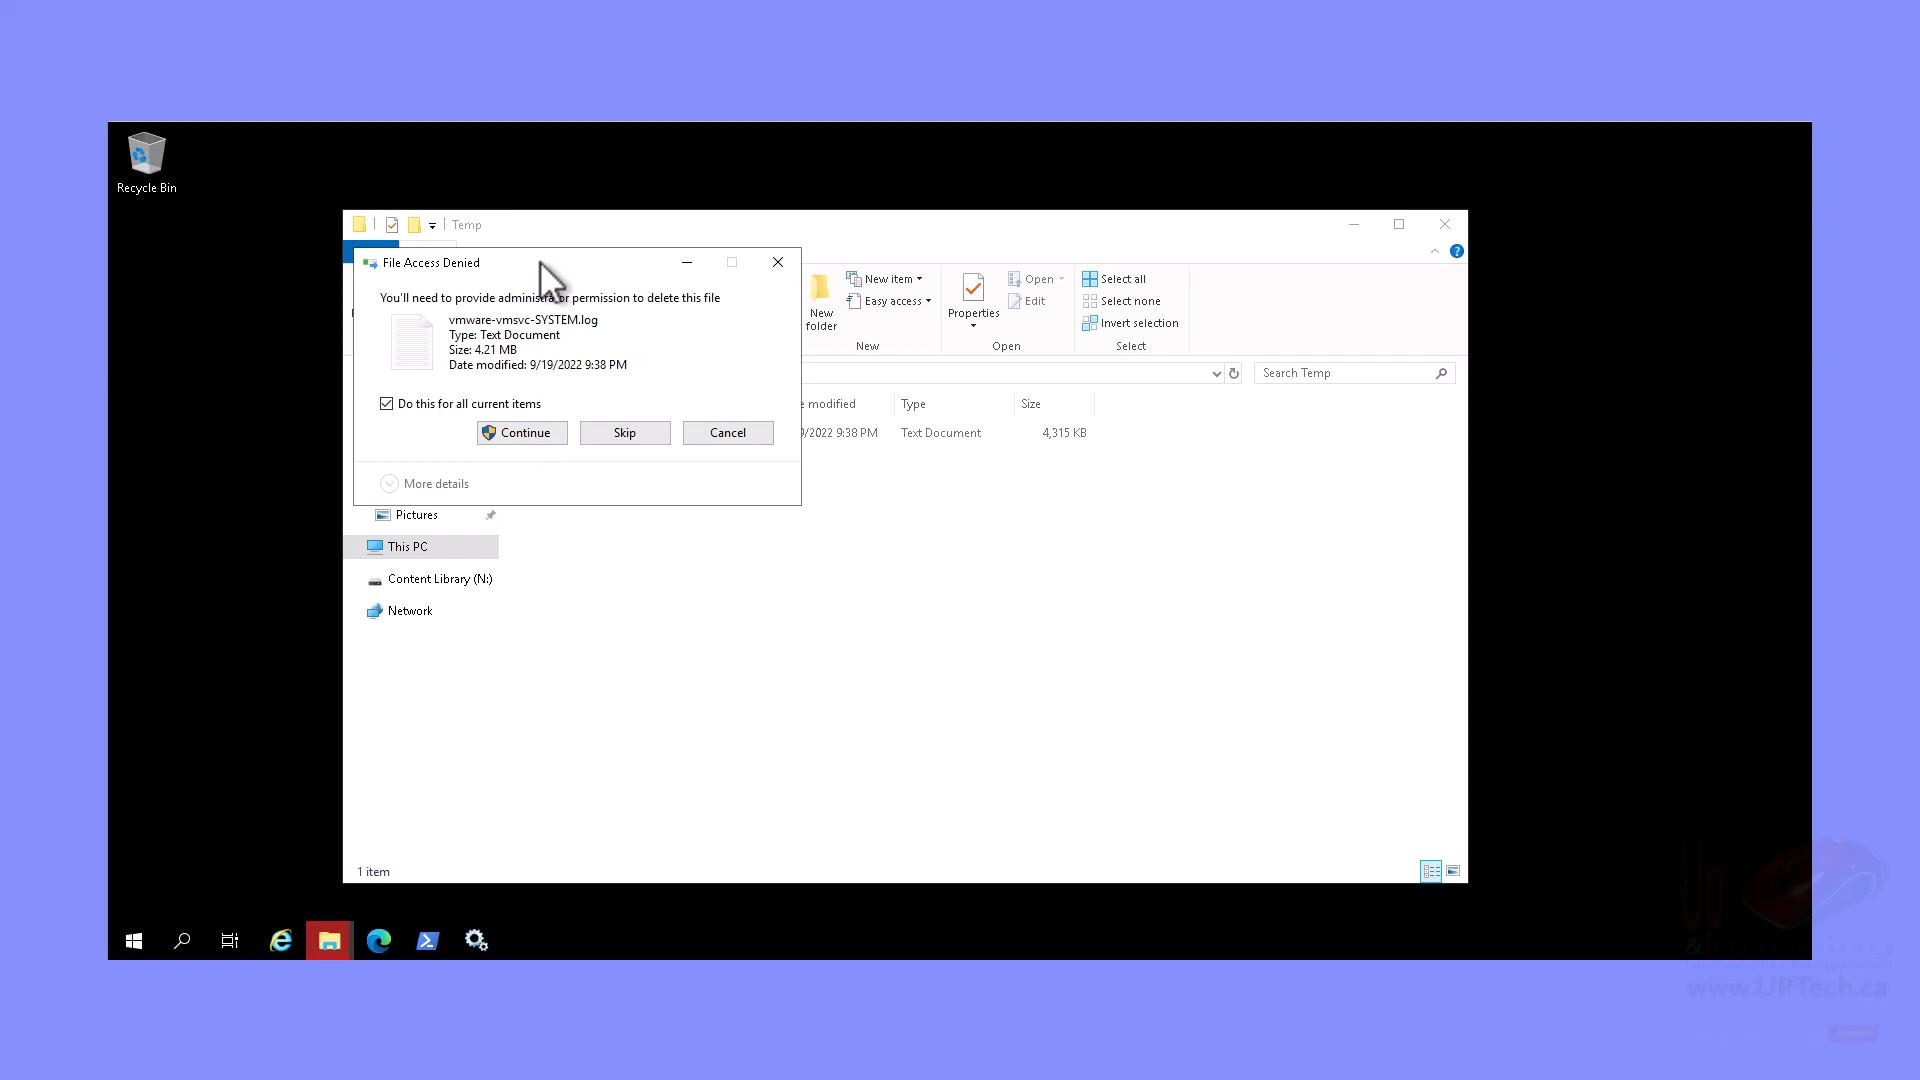 Recycle Bin
Temp
File Access Denied
You'll need to provide administrator permission to delete this file
vmware-vmsvc-SYSTEM.log
Type: Text Document
Size: 4.21 MB
Date modified: 9/19/2022 9:38 PM
Do this for all current items
Continue
Skip
Cancel
More details
New folder
New item
Easy access
New
Properties
Open
Edit
Open
Select all
Select none
Invert selection
Select
Search Temp
e modified
Type
Size
9/2022 9:38 PM
Text Document
4,315 KB
Pictures
This PC
Content Library (N:)
Network
1 item
Up
www.URTech.ca